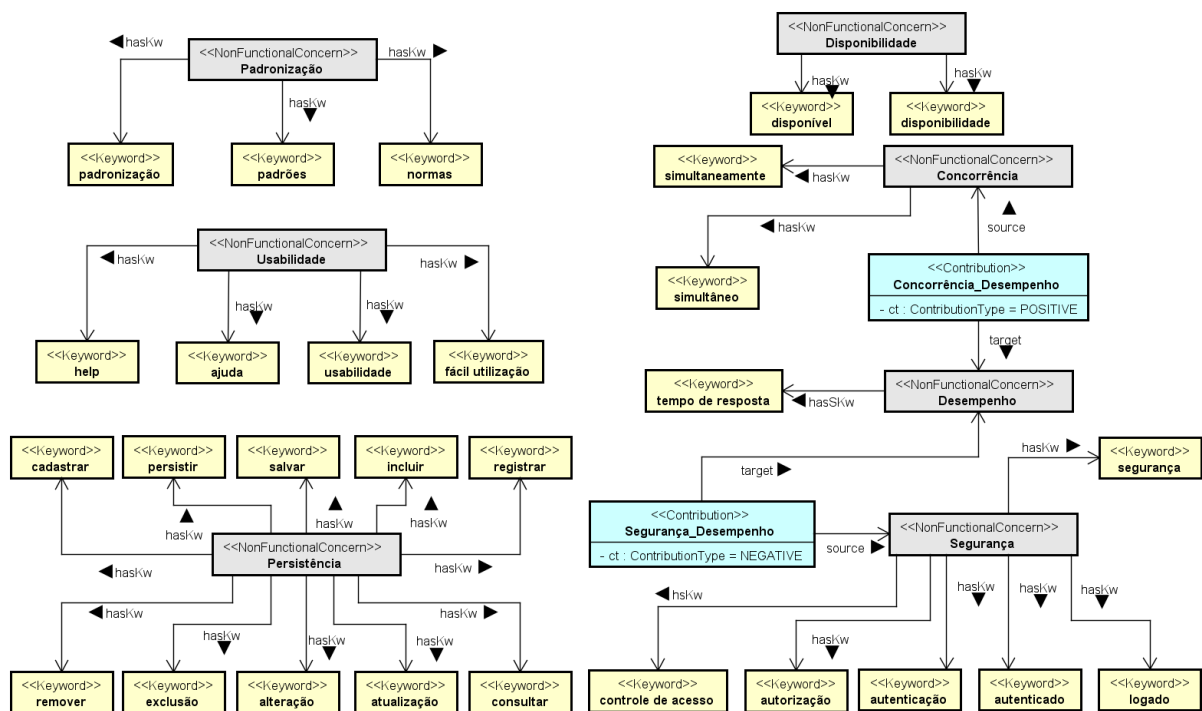 <<NonFunctionalConcern>>
Padronização
hasKw
hasKw
hasKw
<<Keyword>>
padronização
<<Keyword>>
padrões
<<Keyword>>
normas
<<NonFunctionalConcern>>
Usabilidade
hasKw
hasKw
hasKw
hasKw
<<Keyword>>
help
<<Keyword>>
ajuda
<<Keyword>>
usabilidade
<<Keyword>>
fácil utilização
<<Keyword>>
cadastrar
<<Keyword>>
persistir
<<Keyword>>
salvar
<<Keyword>>
incluir
<<Keyword>>
registrar
hasKw
hasKw
hasKw
<<NonFunctionalConcern>>
Persistência
hasKw
hasKw
hasKw
hasKw
hasKw
hasKw
hasKw
<<Keyword>>
remover
<<Keyword>>
exclusão
<<Keyword>>
alteração
<<Keyword>>
atualização
<<Keyword>>
consultar
<<NonFunctionalConcern>>
Disponibilidade
hasKw
hasKw
<<Keyword>>
disponível
<<Keyword>>
disponibilidade
<<Keyword>>
simultaneamente
hasKw
<<NonFunctionalConcern>>
Concorrência
hasKw
source
<<Keyword>>
simultâneo
<<Contribution>>
Concorrência_Desempenho
- ct : ContributionType = POSITIVE
target
<<Keyword>>
tempo de resposta
hasSKw
<<NonFunctionalConcern>>
Desempenho
target
hasKw
<<Keyword>>
segurança
<<Contribution>>
Segurança_Desempenho
- ct : ContributionType = NEGATIVE
source
<<NonFunctionalConcern>>
Segurança
hsKw
hasKw
hasKw
hasKw
hasKw
<<Keyword>>
controle de acesso
<<Keyword>>
autorização
<<Keyword>>
autenticação
<<Keyword>>
autenticado
<<Keyword>>
logado